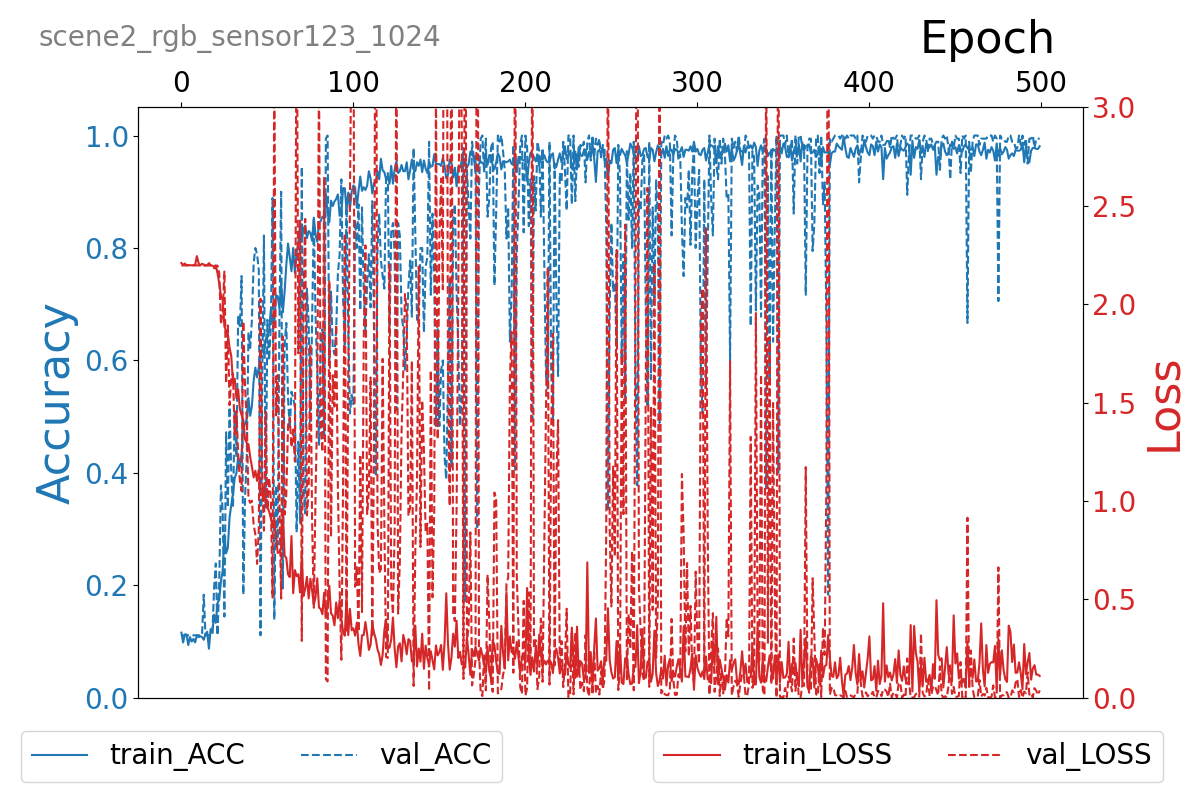 scene2_rgb_sensor123_1024
Epoch
0 100 200 300 400 500
1.0
0.8
0.6
0.4
0.2
0.0
Accuracy
3.0
2.5
2.0
1.5
1.0
0.5
0.0
Loss
train_ACC val_ACC
train_LOSS val_LOSS